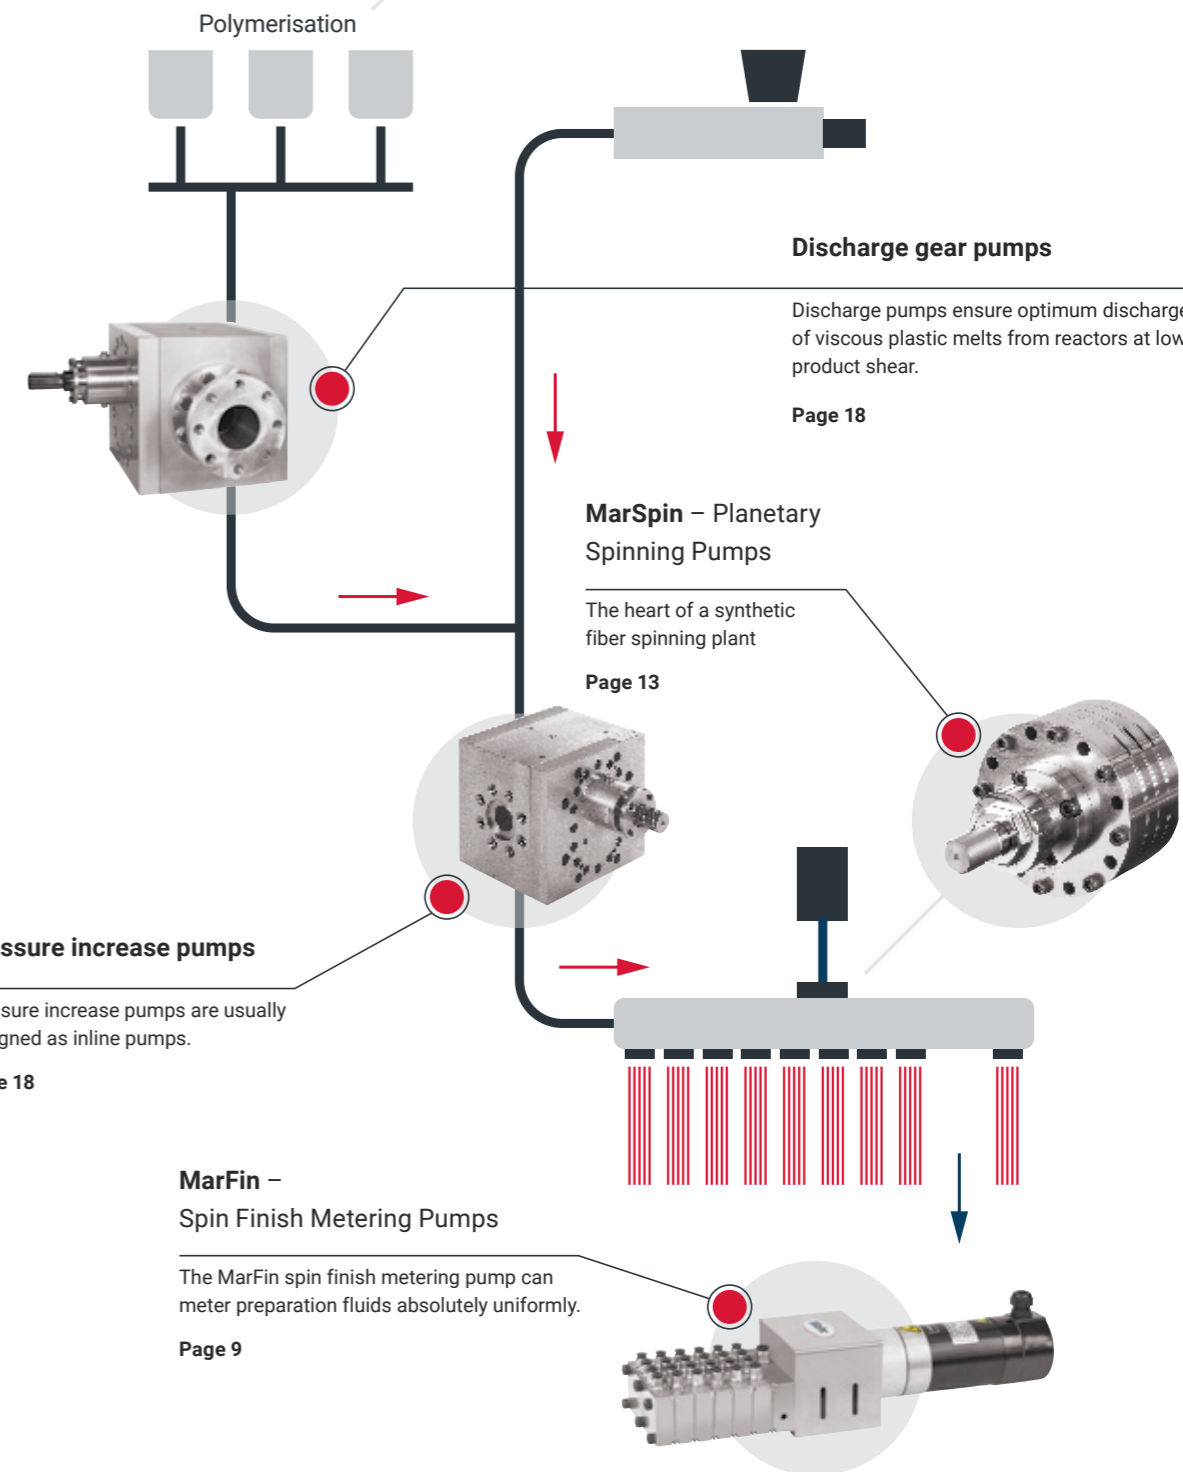 Polymerisation
Discharge gear pumps
Discharge pumps ensure optimum discharge
of viscous plastic melts from reactors at low
product shear.
Page 18
MarSpin – Planetary
Spinning Pumps
The heart of a synthetic
fiber spinning plant
Page 13
ssure increase pumps
sure increase pumps are usually
gned as inline pumps.
e 18
MarFin –
Spin Finish Metering Pumps
The MarFin spin finish metering pump can
meter preparation fluids absolutely uniformly.
Page 9